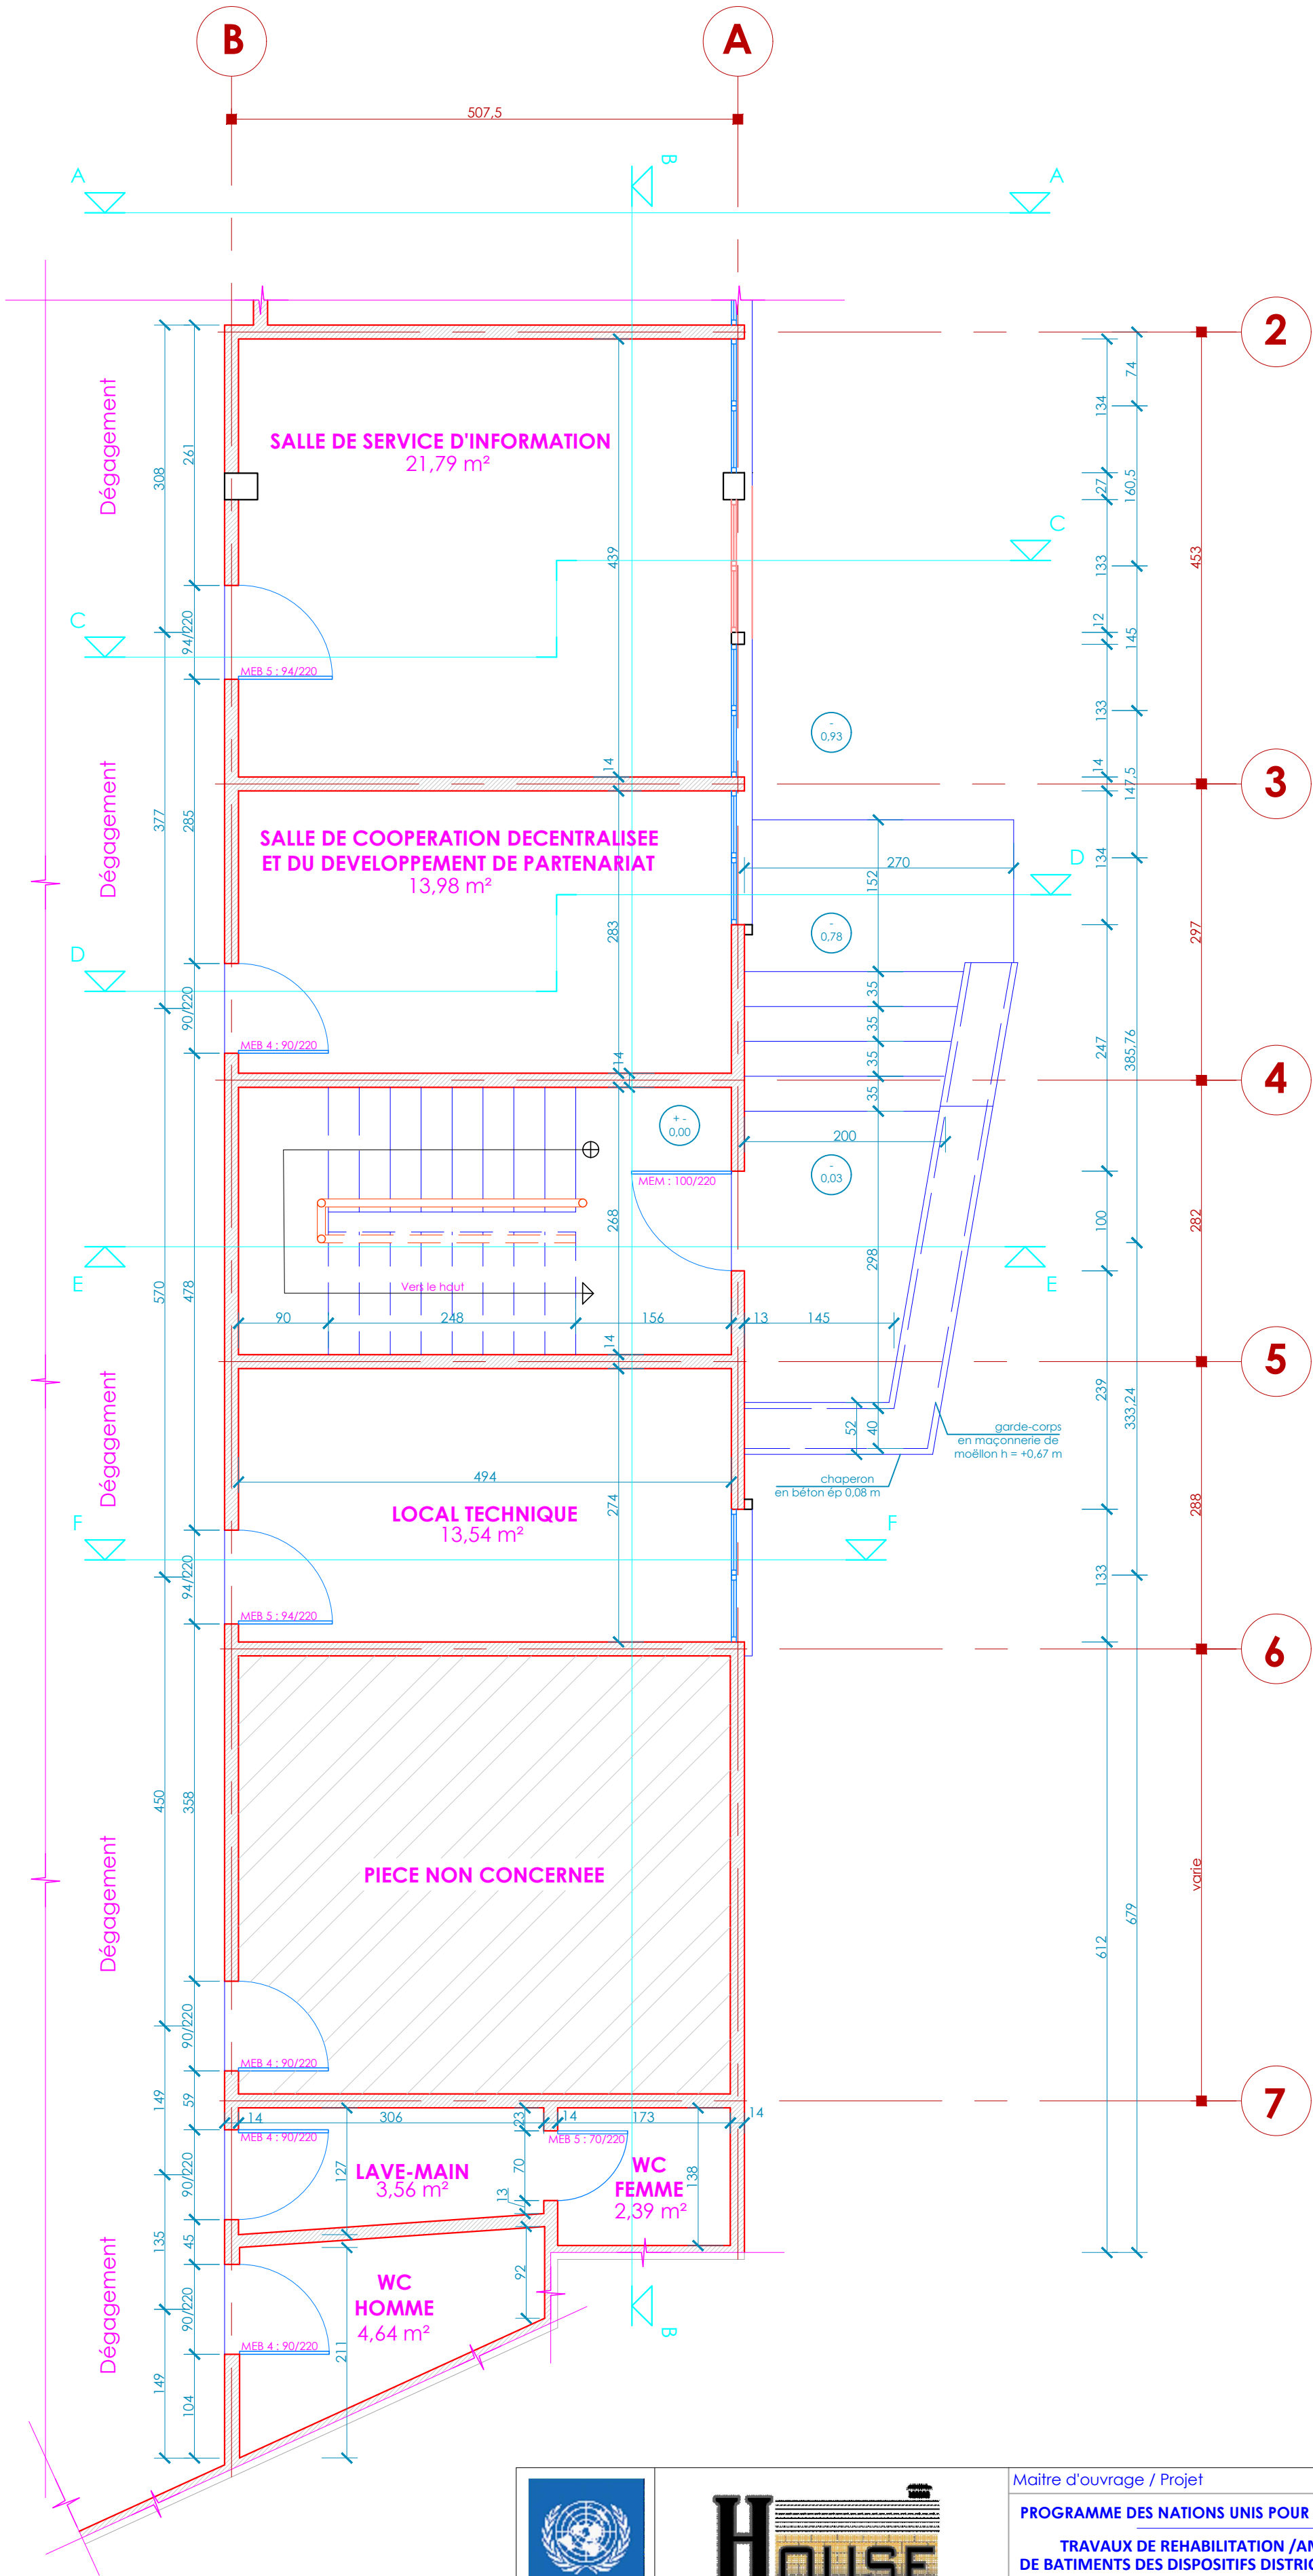 B
A
507,5
B
A
A
2
Dégagement
308
261
SALLE DE SERVICE D'INFORMATION
21,79 m²
439
134
74
27
160,5
453
C
133
12
145
C
94/220
MEB 5 : 94/220
133
-
0,93
14
14
147,5
3
Dégagement
377
285
SALLE DE COOPERATION DECENTRALISEE
ET DU DEVELOPPEMENT DE PARTENARIAT
13,98 m²
134
270
152
D
283
-
0,78
297
D
90/220
MEB 4 : 90/220
35
35
35
35
247
385,76
14
4
+ -
0,00
200
MEM : 100/220
-
0,03
268
100
282
298
E
E
570
478
Vers le haut
90
248
156
13
145
14
5
Dégagement
239
333,24
52
40
garde-corps
en maçonnerie de
moëllon h = +0,67 m
chaperon
en béton ép 0,08 m
494
LOCAL TECHNIQUE
13,54 m²
274
288
F
F
94/220
MEB 5 : 94/220
133
6
450
358
Dégagement
PIECE NON CONCERNEE
varie
679
612
90/220
MEB 4 : 90/220
149
59
7
14
306
23
14
173
14
MEB 4 : 90/220
MEB 5 : 70/220
90/220
127
LAVE-MAIN
3,56 m²
70
13
WC
FEMME
2,39 m²
138
135
45
Dégagement
92
WC
HOMME
4,64 m²
90/220
MEB 4 : 90/220
211
B
149
104
Maitre d'ouvrage / Projet
PROGRAMME DES NATIONS UNIS POUR
TRAVAUX DE REHABILITATION /AN
DE BATIMENTS DES DISPOSITIFS DISTRIC
HOUSE